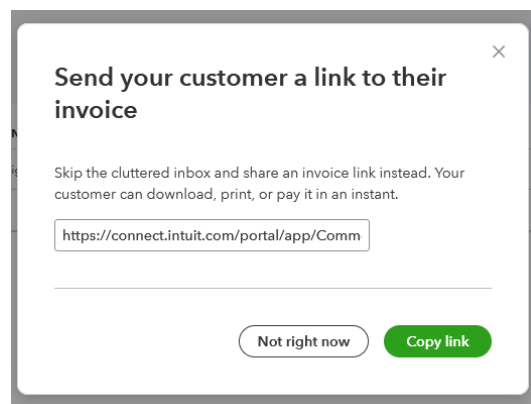 Send your customer a link to their
invoice
Skip the cluttered inbox and share an invoice link instead. Your
customer can download, print, or pay it in an instant.
https://connect.intuit.com/portal/app/Comm
Not right now
Copy link